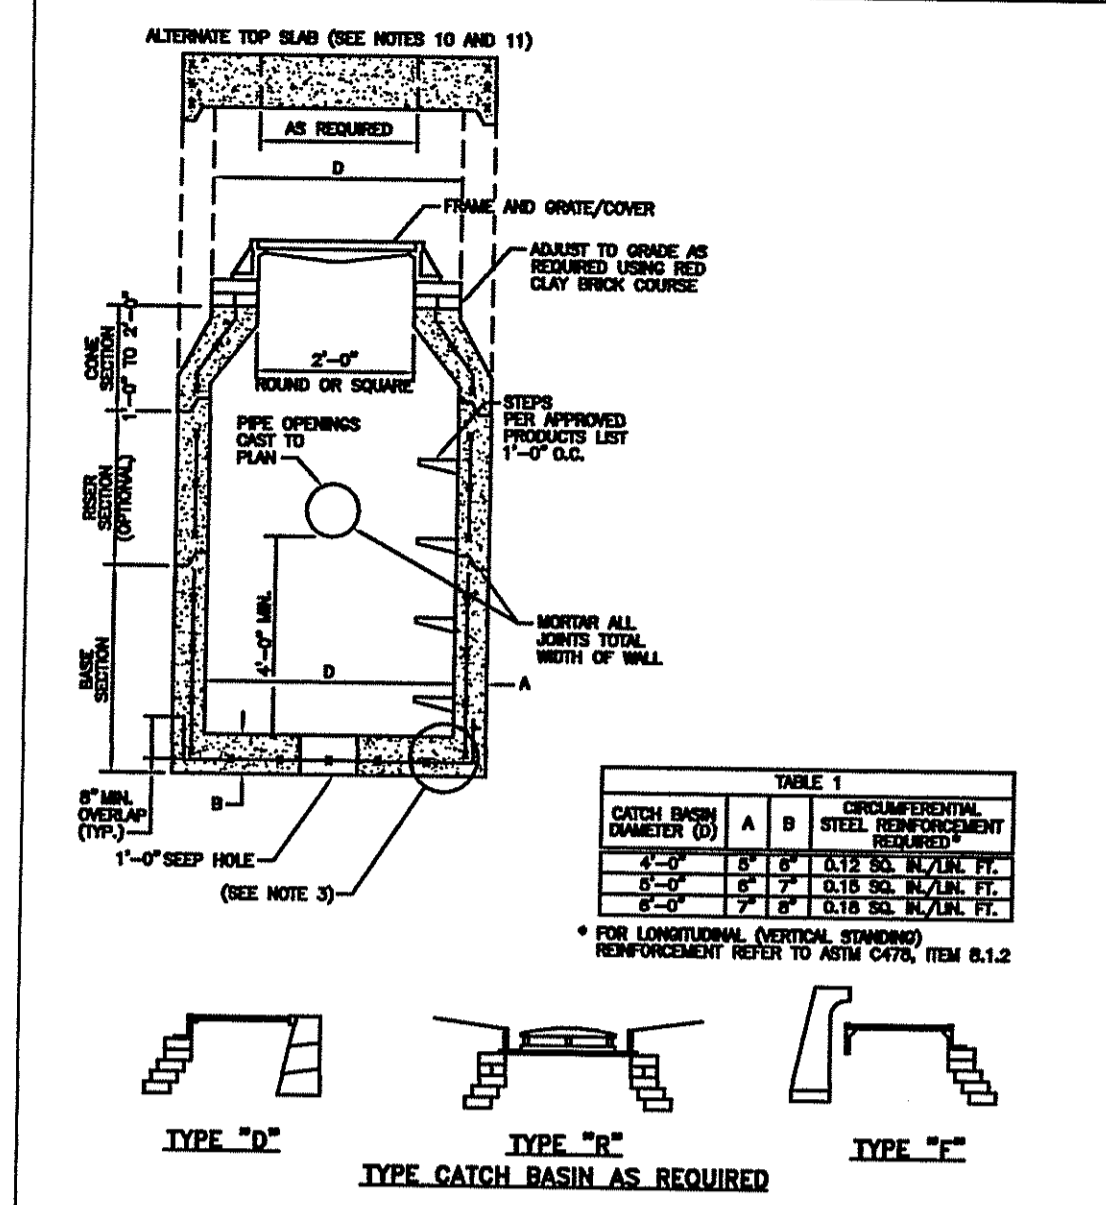 ALTERNATE TOP SLAB (SEE NOTES 10 AND 11)
AS REQUIRED
D
FRAME AND GRATE/COVER
ADJUST TO GRADE AS
REQUIRED USING RED
CLAY BRICK COURSE
CONE
SECTION
1'-0" TO 2'-0"
2'-0"
ROUND OR SQUARE
STEPS
PER APPROVED
PRODUCTS LIST
1'-0" O.C.
PIPE OPENINGS
CAST TO
PLAN
RISER
SECTION
(OPTIONAL)
4'-0" MIN.
MORTAR ALL
JOINTS TOTAL
WIDTH OF WALL
BASE
SECTION
D
A
B
8" MIN.
OVERLAP
(TYP.)
1'-0" SEEP HOLE
(SEE NOTE 3)
TABLE 1
CATCH BASIN
DIAMETER (D)
A
B
CIRCUMFERENTIAL
STEEL REINFORCEMENT
REQUIRED*
4'-0" 5" 6" 0.12 SQ. IN./LIN. FT.
5'-0" 6" 7" 0.15 SQ. IN./LIN. FT.
6'-0" 7" 8" 0.18 SQ. IN./LIN. FT.
* FOR LONGITUDINAL (VERTICAL STANDING)
REINFORCEMENT REFER TO ASTM C478, ITEM 8.1.2
TYPE "D"
TYPE "R"
TYPE "F"
TYPE CATCH BASIN AS REQUIRED